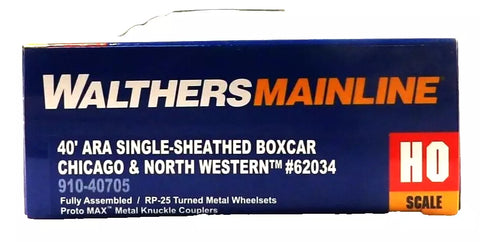 WALTHERSMAINLINE
40' ARA SINGLE-SHEATHED BOXCAR
CHICAGO & NORTH WESTERN™ #62034
910-40705
Fully Assembled / RP-25 Turned Metal Wheelsets
Proto MAX™ Metal Knuckle Couplers
HO
SCALE